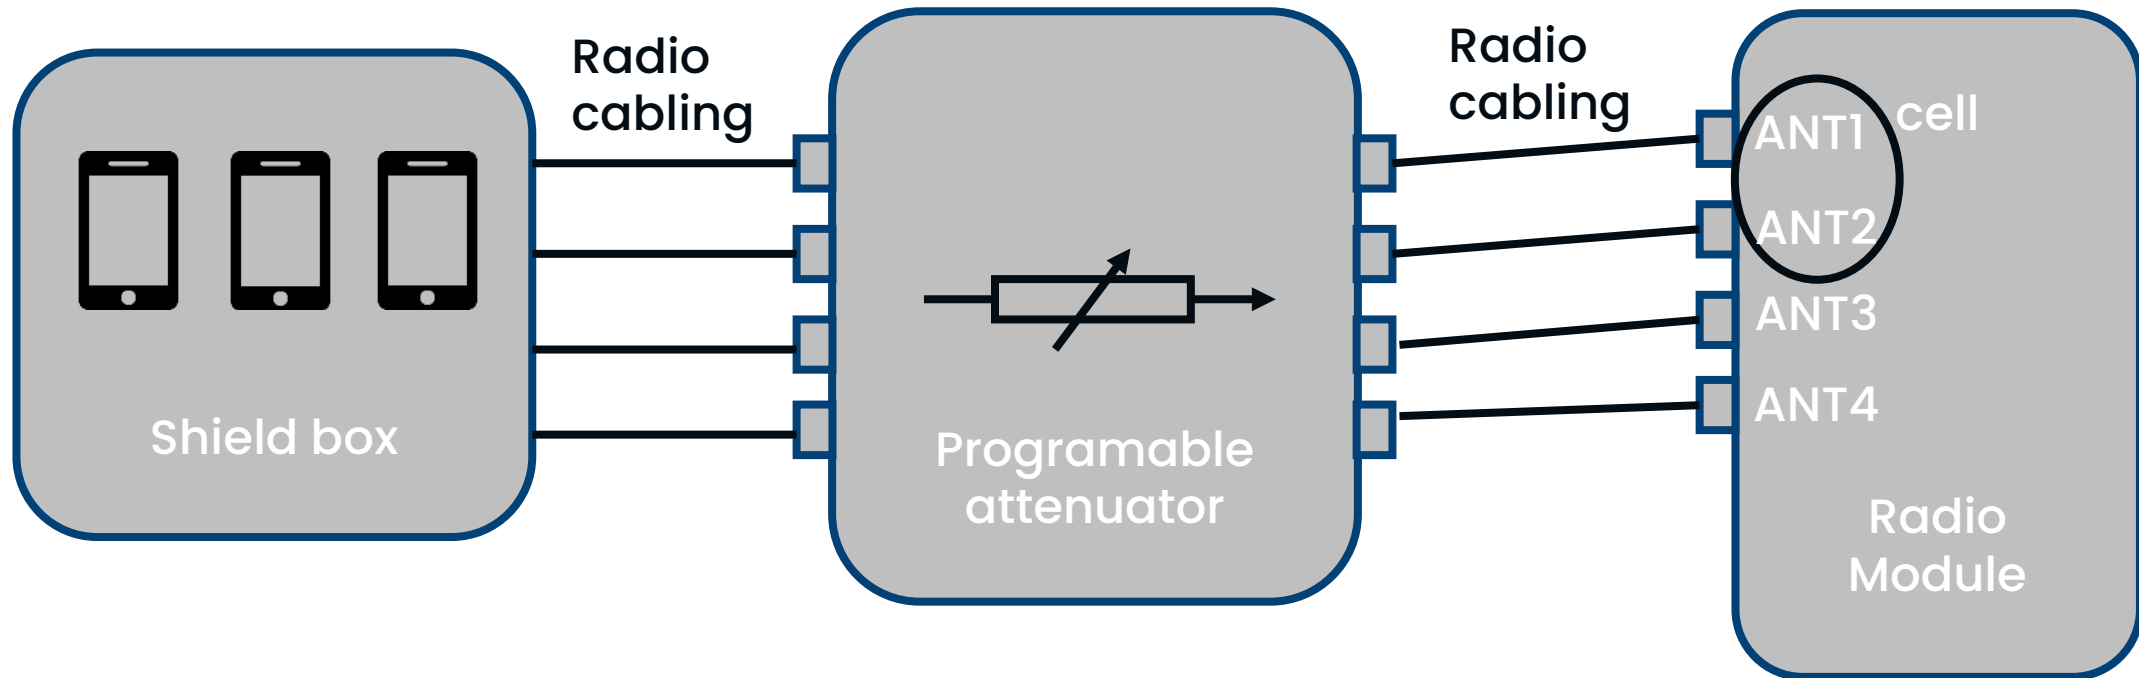 Radio
cabling
Radio
cabling
ANT1
cell
ANT2
ANT3
ANT4
Shield box
Programable
attenuator
Radio
Module